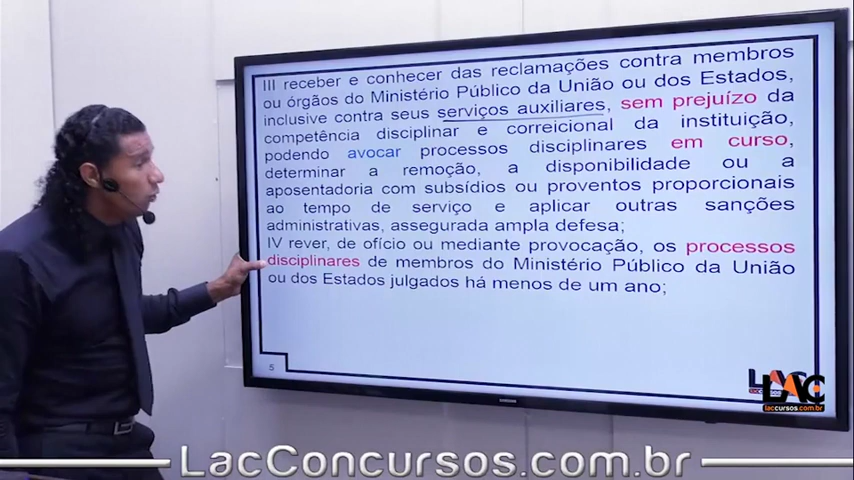 III receber e conhecer das reclamações contra membros
ou órgãos do Ministério Público da União ou dos Estados,
inclusive contra seus serviços auxiliares, sem prejuízo da
competência disciplinar e correicional da instituição,
podendo avocar processos disciplinares em curso,
determinar a remoção, a disponibilidade ou a
aposentadoria com subsídios ou proventos proporcionais
ao tempo de serviço e aplicar outras sanções
administrativas, assegurada ampla defesa;
IV rever, de ofício ou mediante provocação, os processos
disciplinares de membros do Ministério Público da União
ou dos Estados julgados há menos de um ano;
5
LAC
laccursos.com.br
SAMSUNG
LacConcursos.com.br